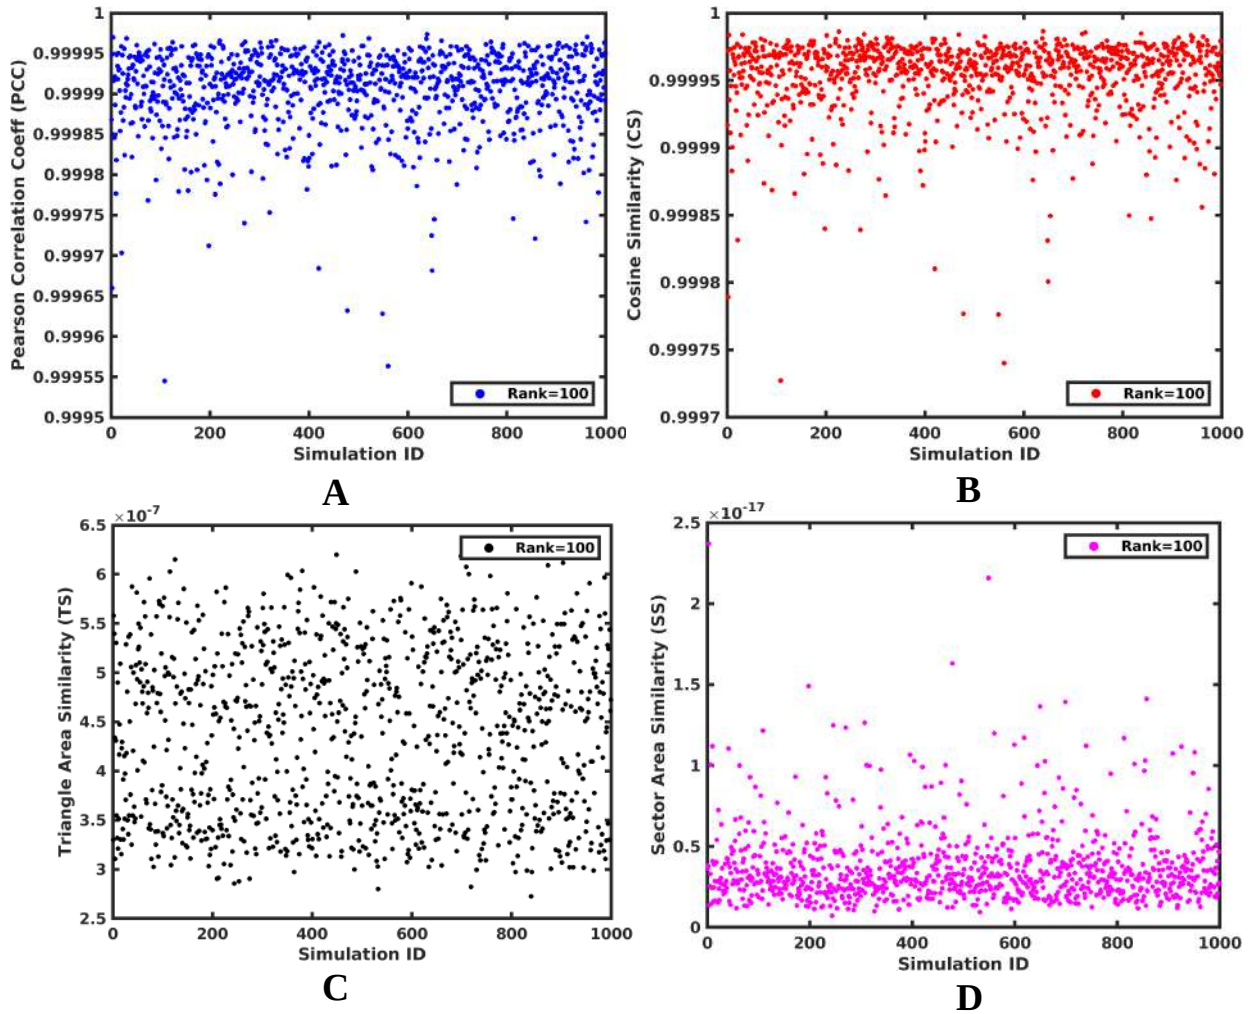 Pearson Correlation Coeff (PCC)
1
0.99995
0.9999
0.99985
0.9998
0.99975
0.9997
0.99965
0.9996
0.99955
0.9995
Rank=100
0 200 400 600 800 1000
Simulation ID
A
Cosine Similarity (CS)
1
0.99995
0.9999
0.99985
0.9998
0.99975
0.9997
Rank=100
0 200 400 600 800 1000
Simulation ID
B
Triangle Area Similarity (TS)
×10-7
6.5
6
5.5
5
4.5
4
3.5
3
2.5
Rank=100
0 200 400 600 800 1000
Simulation ID
C
Sector Area Similarity (SS)
×10-17
2.5
2
1.5
1
0.5
0
Rank=100
0 200 400 600 800 1000
Simulation ID
D